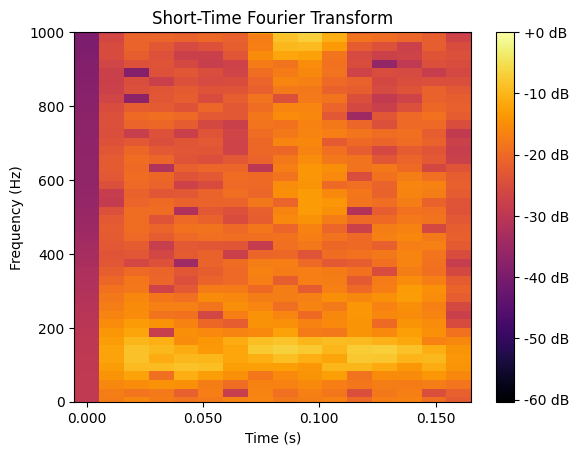 Short-Time Fourier Transform
1000
800
600
400
200
0
Frequency (Hz)
0.000
0.050
0.100
0.150
Time (s)
+0 dB
-10 dB
-20 dB
-30 dB
-40 dB
-50 dB
-60 dB